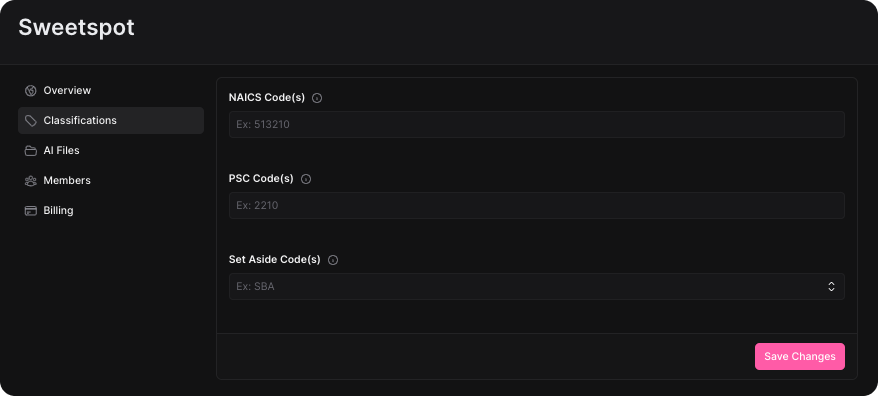 Sweetspot
Overview
Classifications
AI Files
Members
Billing
NAICS Code(s)
Ex: 513210
PSC Code(s)
Ex: 2210
Set Aside Code(s)
Ex: SBA
Save Changes